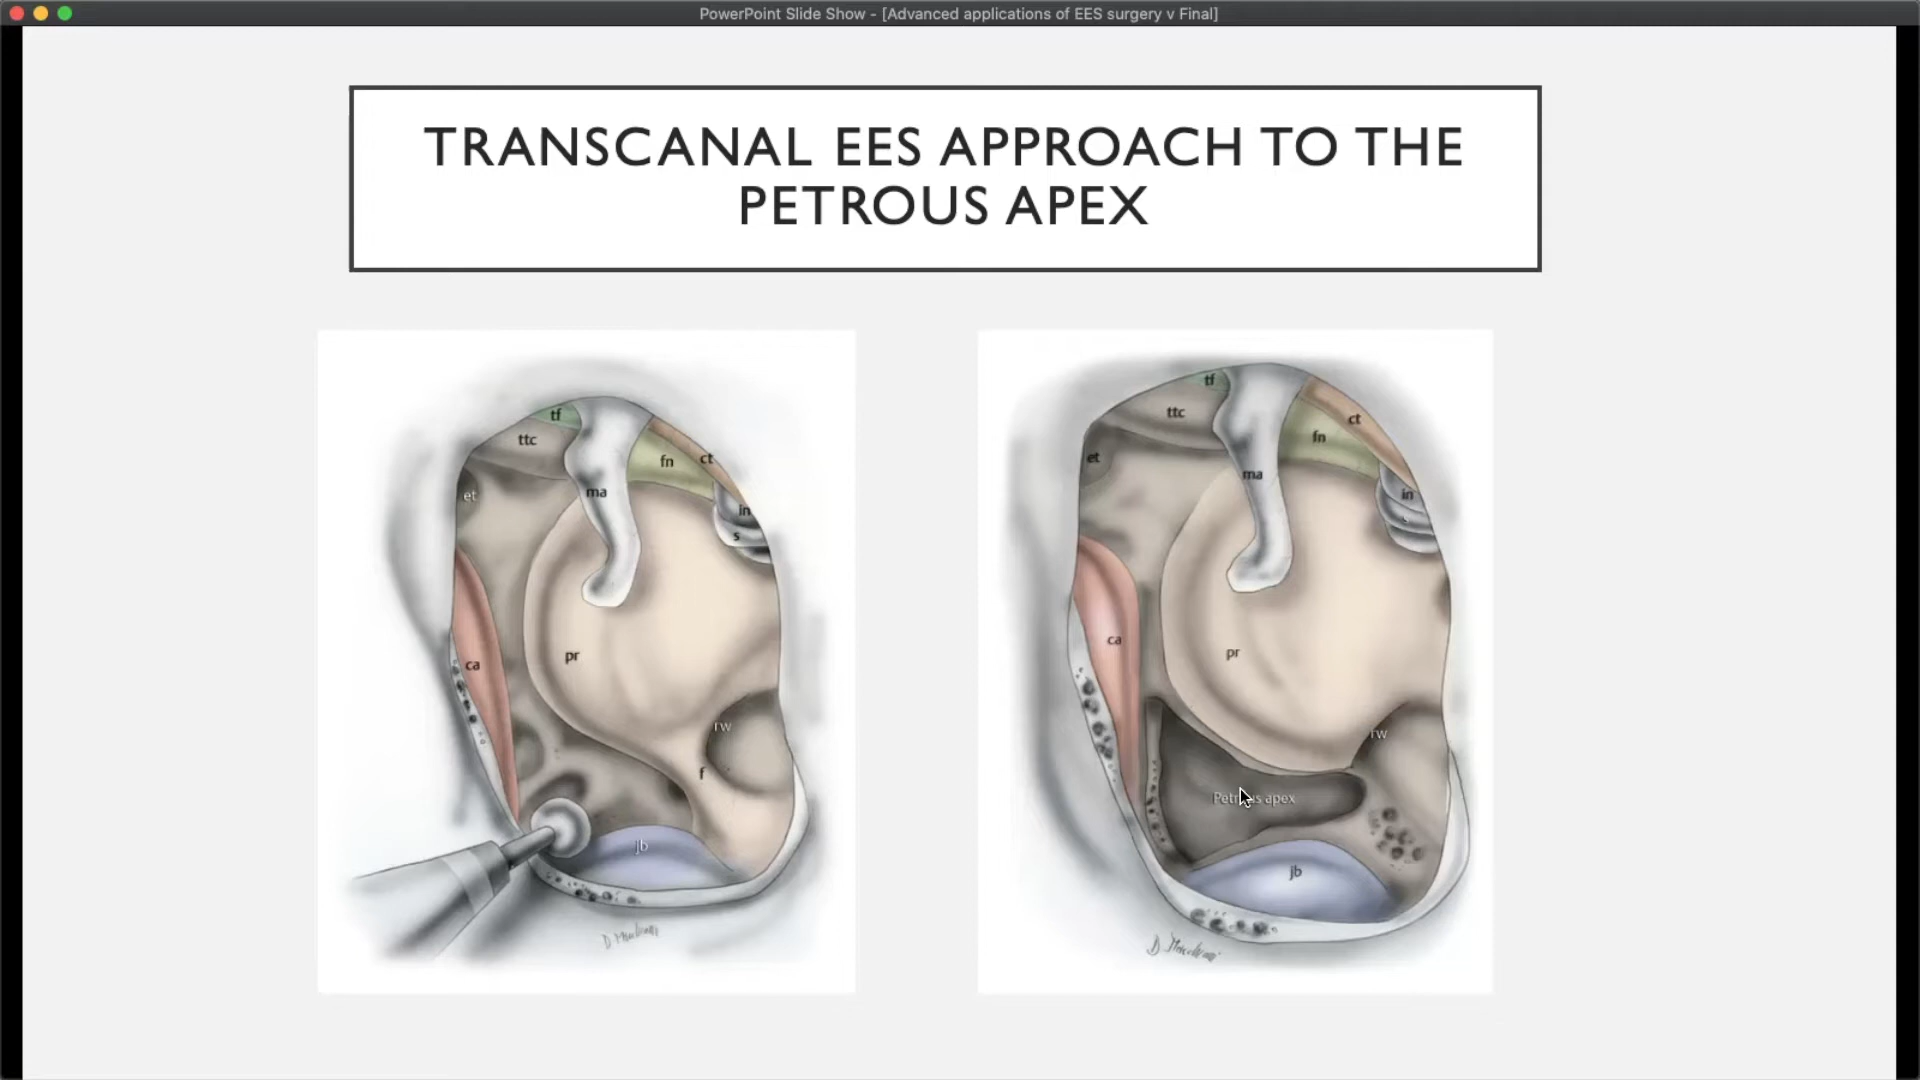 PowerPoint Slide Show - [Advanced applications of EES surgery v Final]
TRANSCANAL EES APPROACH TO THE
PETROUS APEX
tf
ttc
fn
ct
et
ma
in
s
ca
pr
rw
f
jb
tf
ttc
ct
fn
et
ma
in
s
ca
pr
rw
Petrous apex
jb